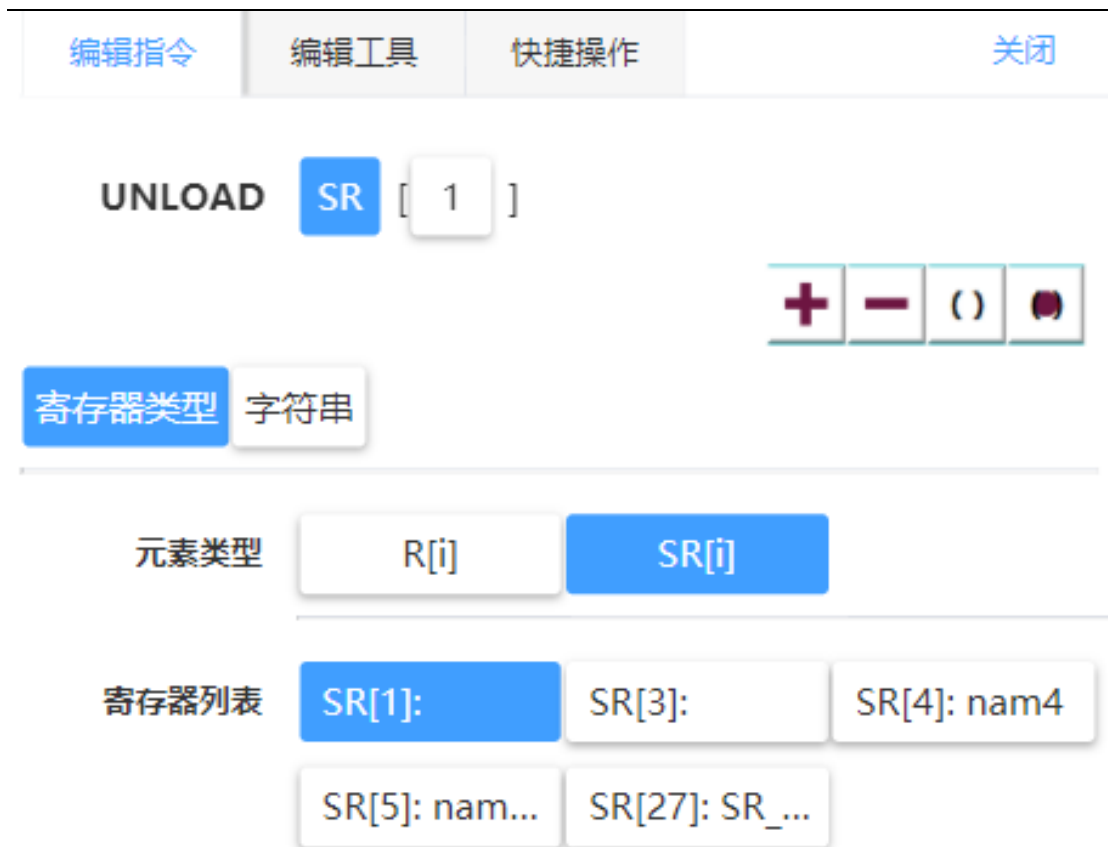 编辑指令 编辑工具 快捷操作 关闭
UNLOAD SR [ 1 ]
+ - ( ) ( )
寄存器类型 字符串
元素类型 R[i] SR[i]
寄存器列表 SR[1]: SR[3]: SR[4]: nam4
SR[5]: nam... SR[27]: SR_...